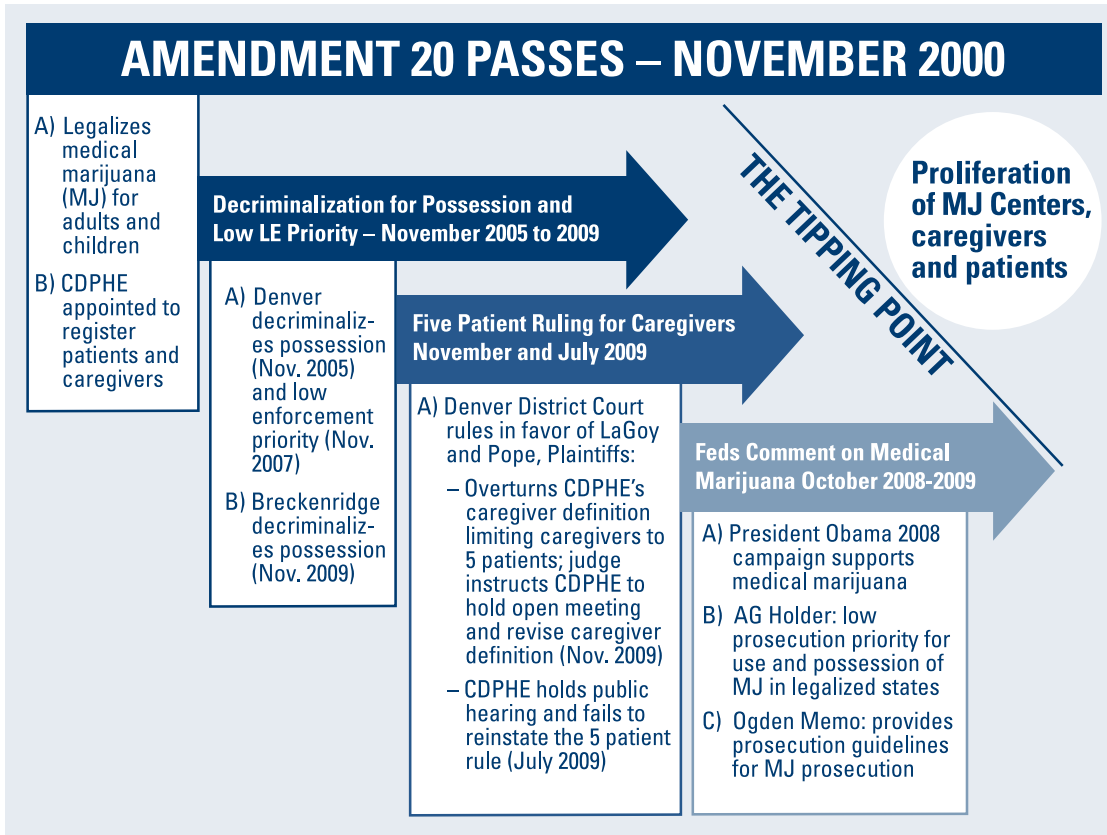 AMENDMENT 20 PASSES – NOVEMBER 2000
A) Legalizes
medical
marijuana
(MJ) for
adults and
children
B) CDPHE
appointed to
register
patients and
caregivers
Decriminalization for Possession and
Low LE Priority – November 2005 to 2009
A) Denver
decriminaliz-
es possession
(Nov. 2005)
and low
enforcement
priority (Nov.
2007)
B) Breckenridge
decriminaliz-
es possession
(Nov. 2009)
Five Patient Ruling for Caregivers
November and July 2009
A) Denver District Court
rules in favor of LaGoy
and Pope, Plaintiffs:
– Overturns CDPHE’s
caregiver definition
limiting caregivers to
5 patients; judge
instructs CDPHE to
hold open meeting
and revise caregiver
definition (Nov. 2009)
– CDPHE holds public
hearing and fails to
reinstate the 5 patient
rule (July 2009)
Feds Comment on Medical
Marijuana October 2008-2009
A) President Obama 2008
campaign supports
medical marijuana
B) AG Holder: low
prosecution priority for
use and possession of
MJ in legalized states
C) Ogden Memo: provides
prosecution guidelines
for MJ prosecution
THE TIPPING POINT
Proliferation
of MJ Centers,
caregivers
and patients